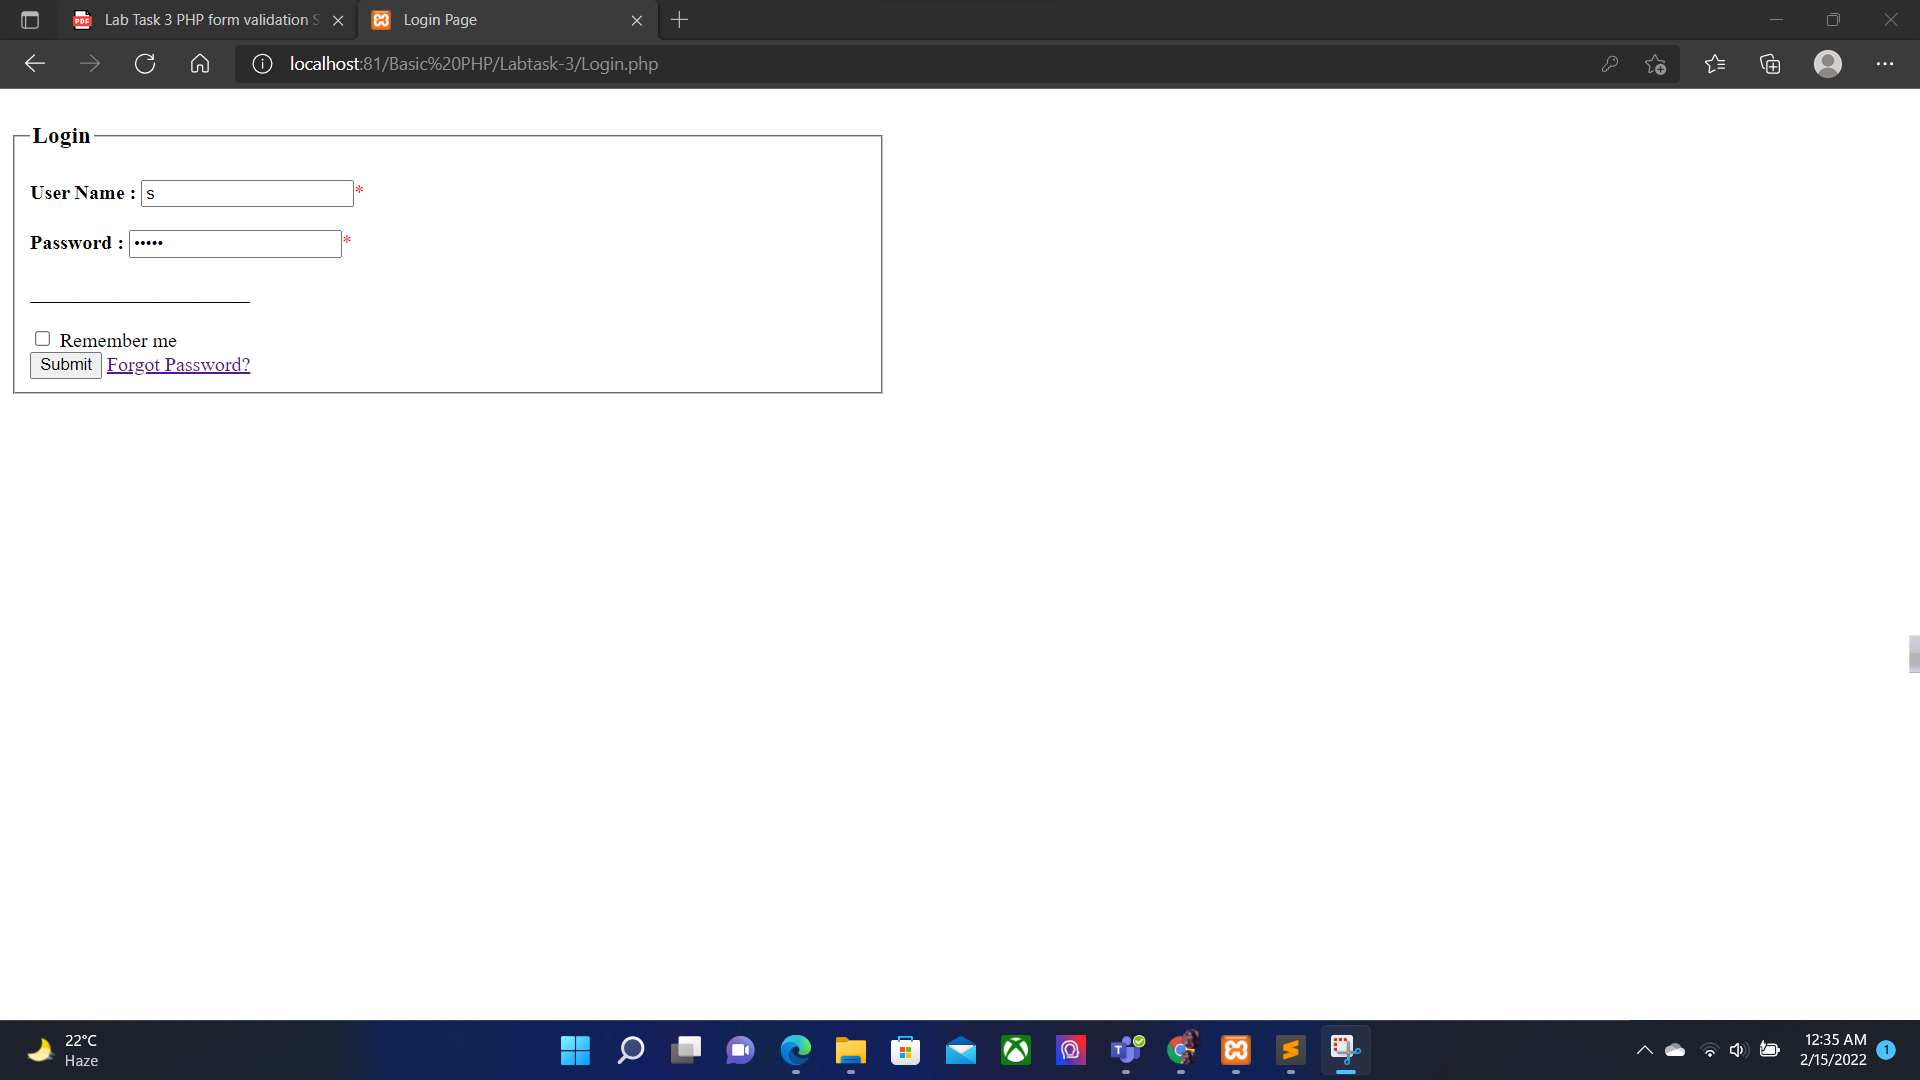 Lab Task 3 PHP form validation S
Login Page
localhost:81/Basic%20PHP/Labtask-3/Login.php
Login
User Name : s *
Password : ••••• *
Remember me
Submit Forgot Password?
22°C
Haze
12:35 AM
2/15/2022
1